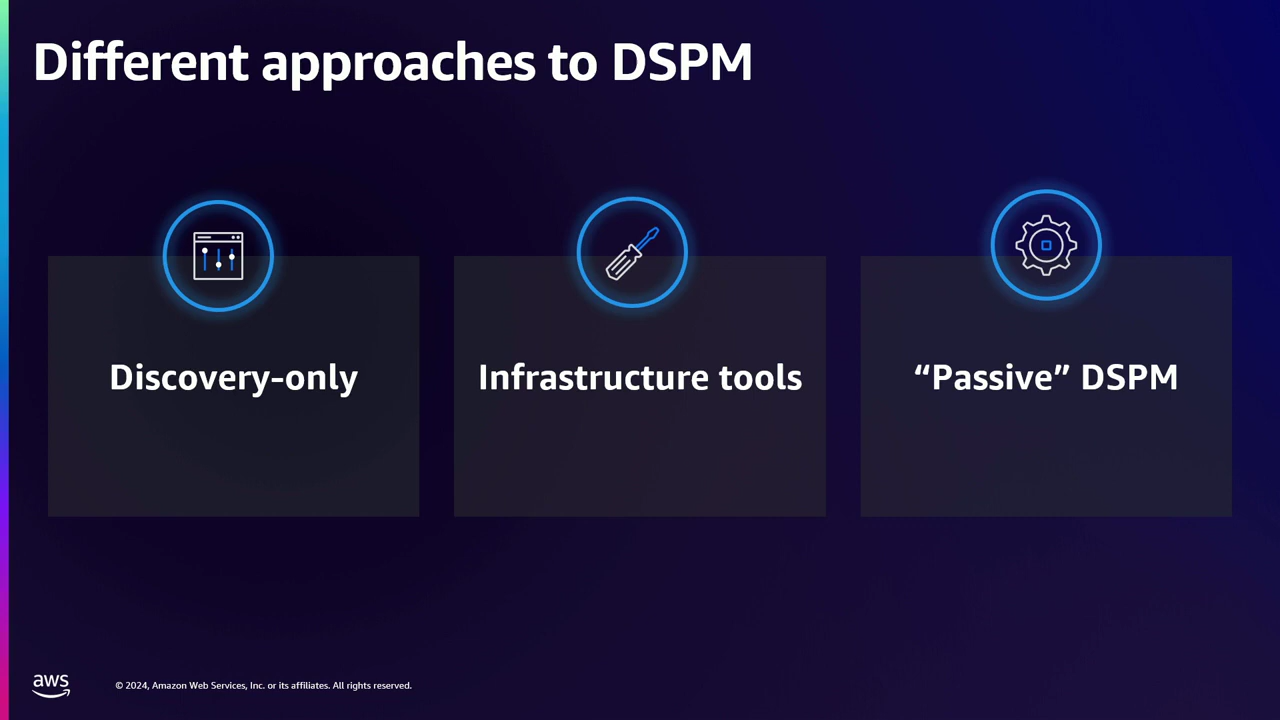 Different approaches to DSPM
Discovery-only
Infrastructure tools
“Passive” DSPM
aws
© 2024, Amazon Web Services, Inc. or its affiliates. All rights reserved.